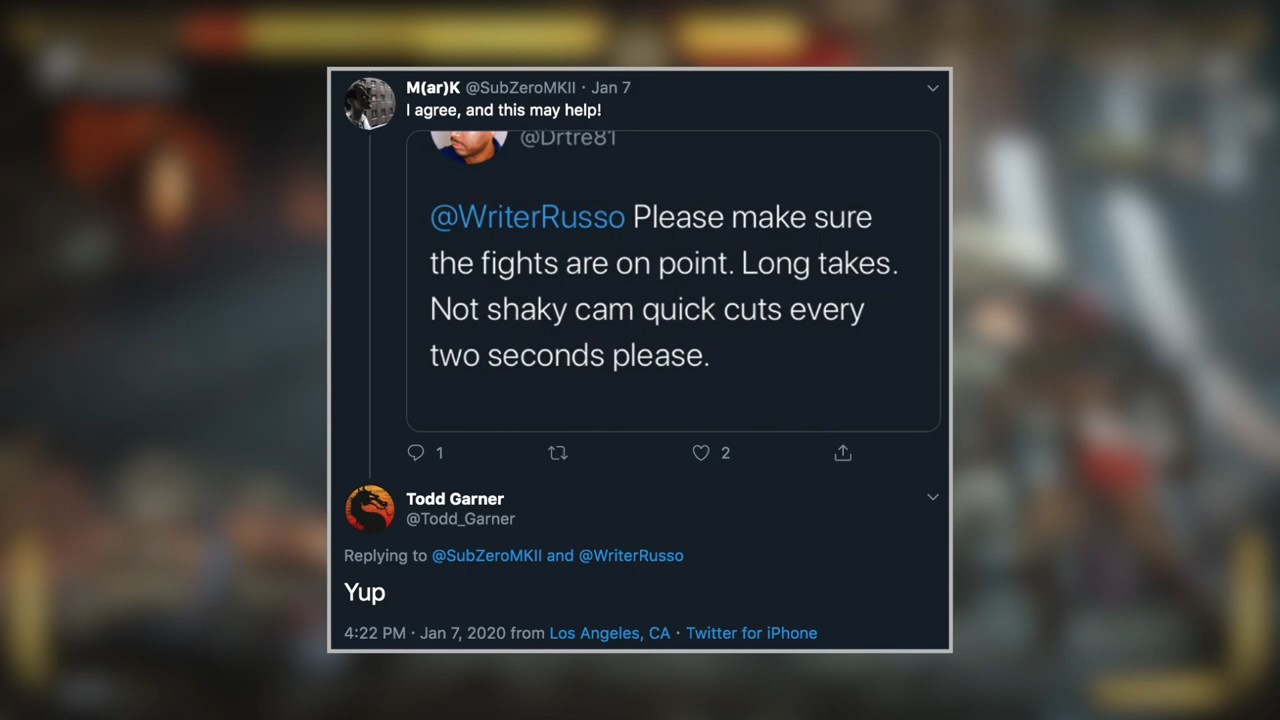 M(ar)K @SubZeroMKII · Jan 7
I agree, and this may help!
@Drtre81
@WriterRusso Please make sure
the fights are on point. Long takes.
Not shaky cam quick cuts every
two seconds please.
1 2
Todd Garner
@Todd_Garner
Replying to @SubZeroMKII and @WriterRusso
Yup
4:22 PM · Jan 7, 2020 from Los Angeles, CA · Twitter for iPhone